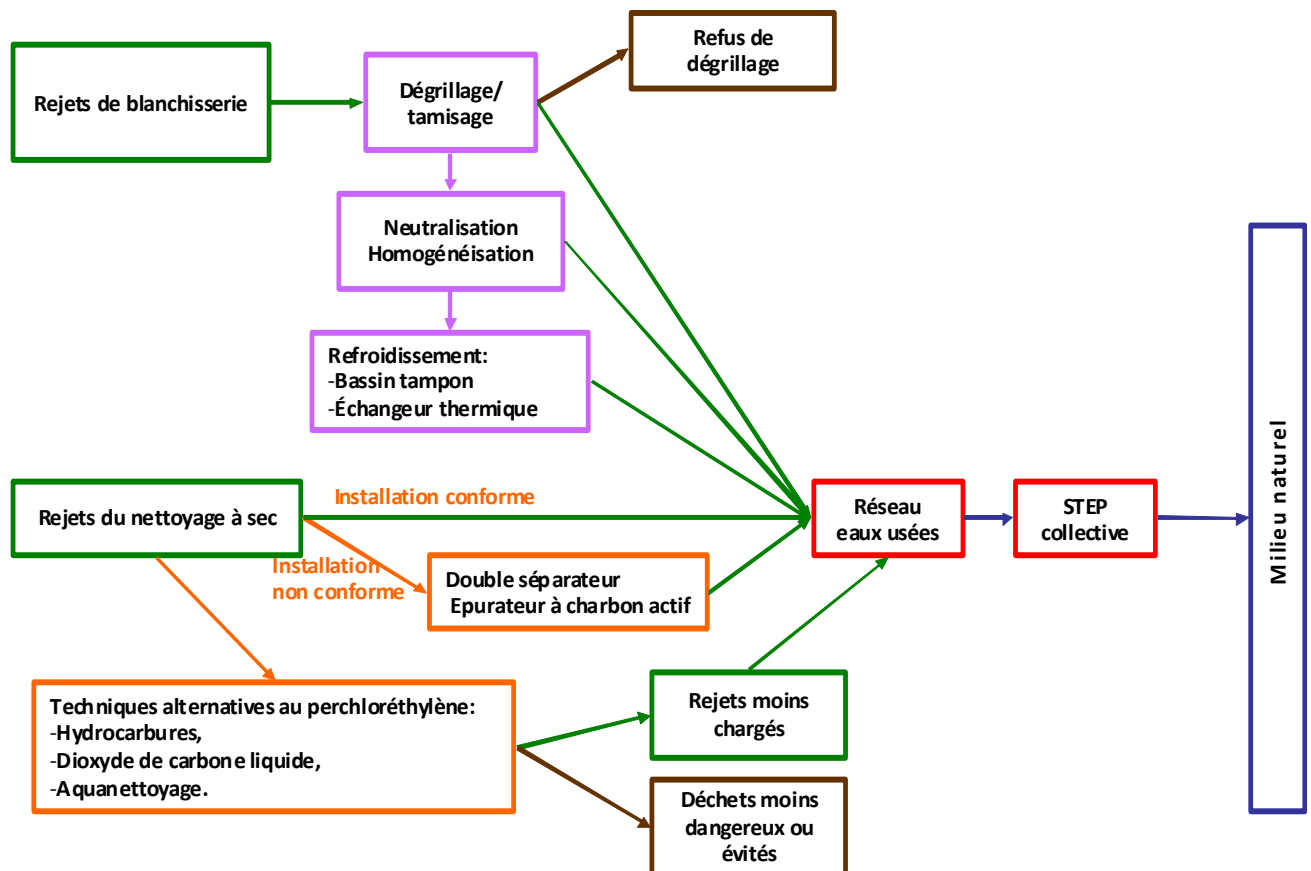 Refus de
dégrillage
Rejets de blanchisserie
Dégrillage/
tamisage
Neutralisation
Homogénéisation
Refroidissement:
-Bassin tampon
-Échangeur thermique
Installation conforme
Rejets du nettoyage à sec
Installation
non conforme
Double séparateur
Epurateur à charbon actif
Réseau
eaux usées
STEP
collective
Milieu naturel
Techniques alternatives au perchloréthylène:
-Hydrocarbures,
-Dioxyde de carbone liquide,
-Aquanettoyage.
Rejets moins
chargés
Déchets moins
dangereux ou
évités